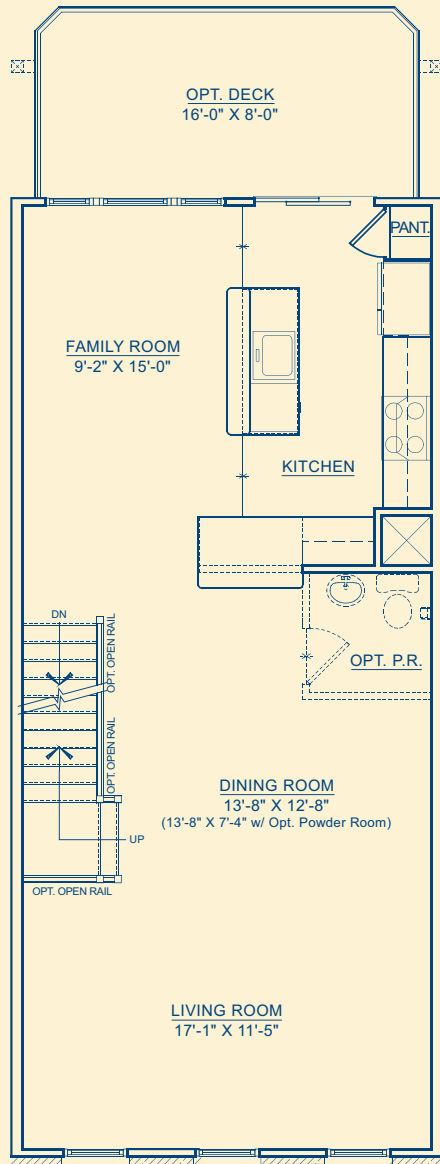 OPT. DECK
16'-0" X 8'-0"
PANT.
FAMILY ROOM
9'-2" X 15'-0"
KITCHEN
DN
OPT. OPEN RAIL
OPT. P.R.
OPT. OPEN RAIL
DINING ROOM
13'-8" X 12'-8"
(13'-8" X 7'-4" w/ Opt. Powder Room)
UP
OPT. OPEN RAIL
LIVING ROOM
17'-1" X 11'-5"